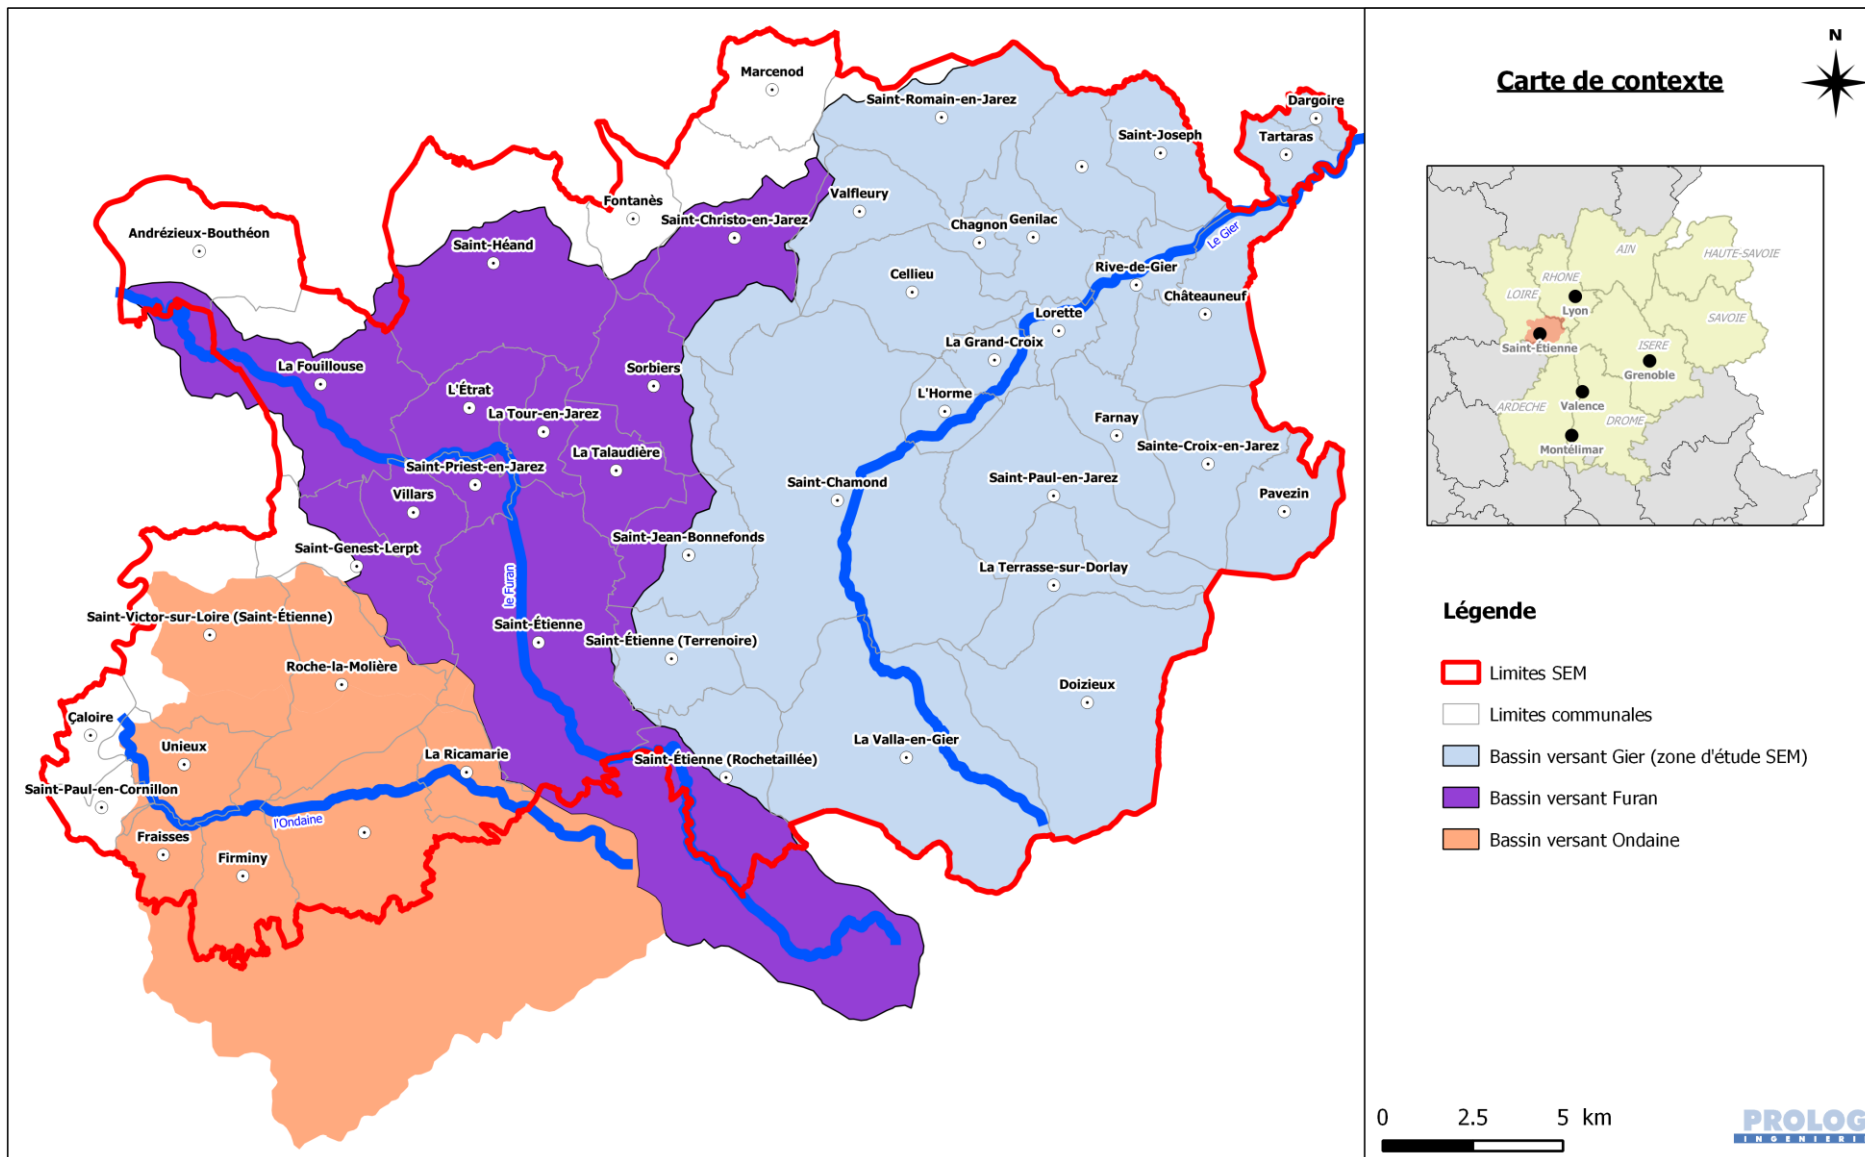 Marcenod
Saint-Romain-en-Jarez
Dargoire
Saint-Joseph
Tartaras
Fontanès
Valfleury
Saint-Christo-en-Jarez
Andrézieux-Bouthéon
Saint-Héand
Chagnon
Genilac
Le Gier
Cellieu
Rive-de-Gier
Châteauneuf
Lorette
La Grand-Croix
La Fouillouse
Sorbiers
L'Étrat
L'Horme
La Tour-en-Jarez
Farnay
Sainte-Croix-en-Jarez
La Talaudière
Saint-Priest-en-Jarez
Saint-Chamond
Saint-Paul-en-Jarez
Villars
Pavezin
Saint-Jean-Bonnefonds
Saint-Genest-Lerpt
La Terrasse-sur-Dorlay
le Furan
Saint-Victor-sur-Loire (Saint-Étienne)
Saint-Étienne
Saint-Étienne (Terrenoire)
Roche-la-Molière
Doizieux
Çaloire
Unieux
La Ricamarie
La Valla-en-Gier
Saint-Étienne (Rochetaillée)
Saint-Paul-en-Cornillon
l'Ondaine
Fraisses
Firminy
Carte de contexte
N
AIN
HAUTE-SAVOIE
RHONE
LOIRE
Lyon
SAVOIE
Saint-Étienne
ISERE
Grenoble
ARDECHE
Valence
DROME
Montélimar
Légende
Limites SEM
Limites communales
Bassin versant Gier (zone d'étude SEM)
Bassin versant Furan
Bassin versant Ondaine
0 2.5 5 km
PROLOG
INGENIERI